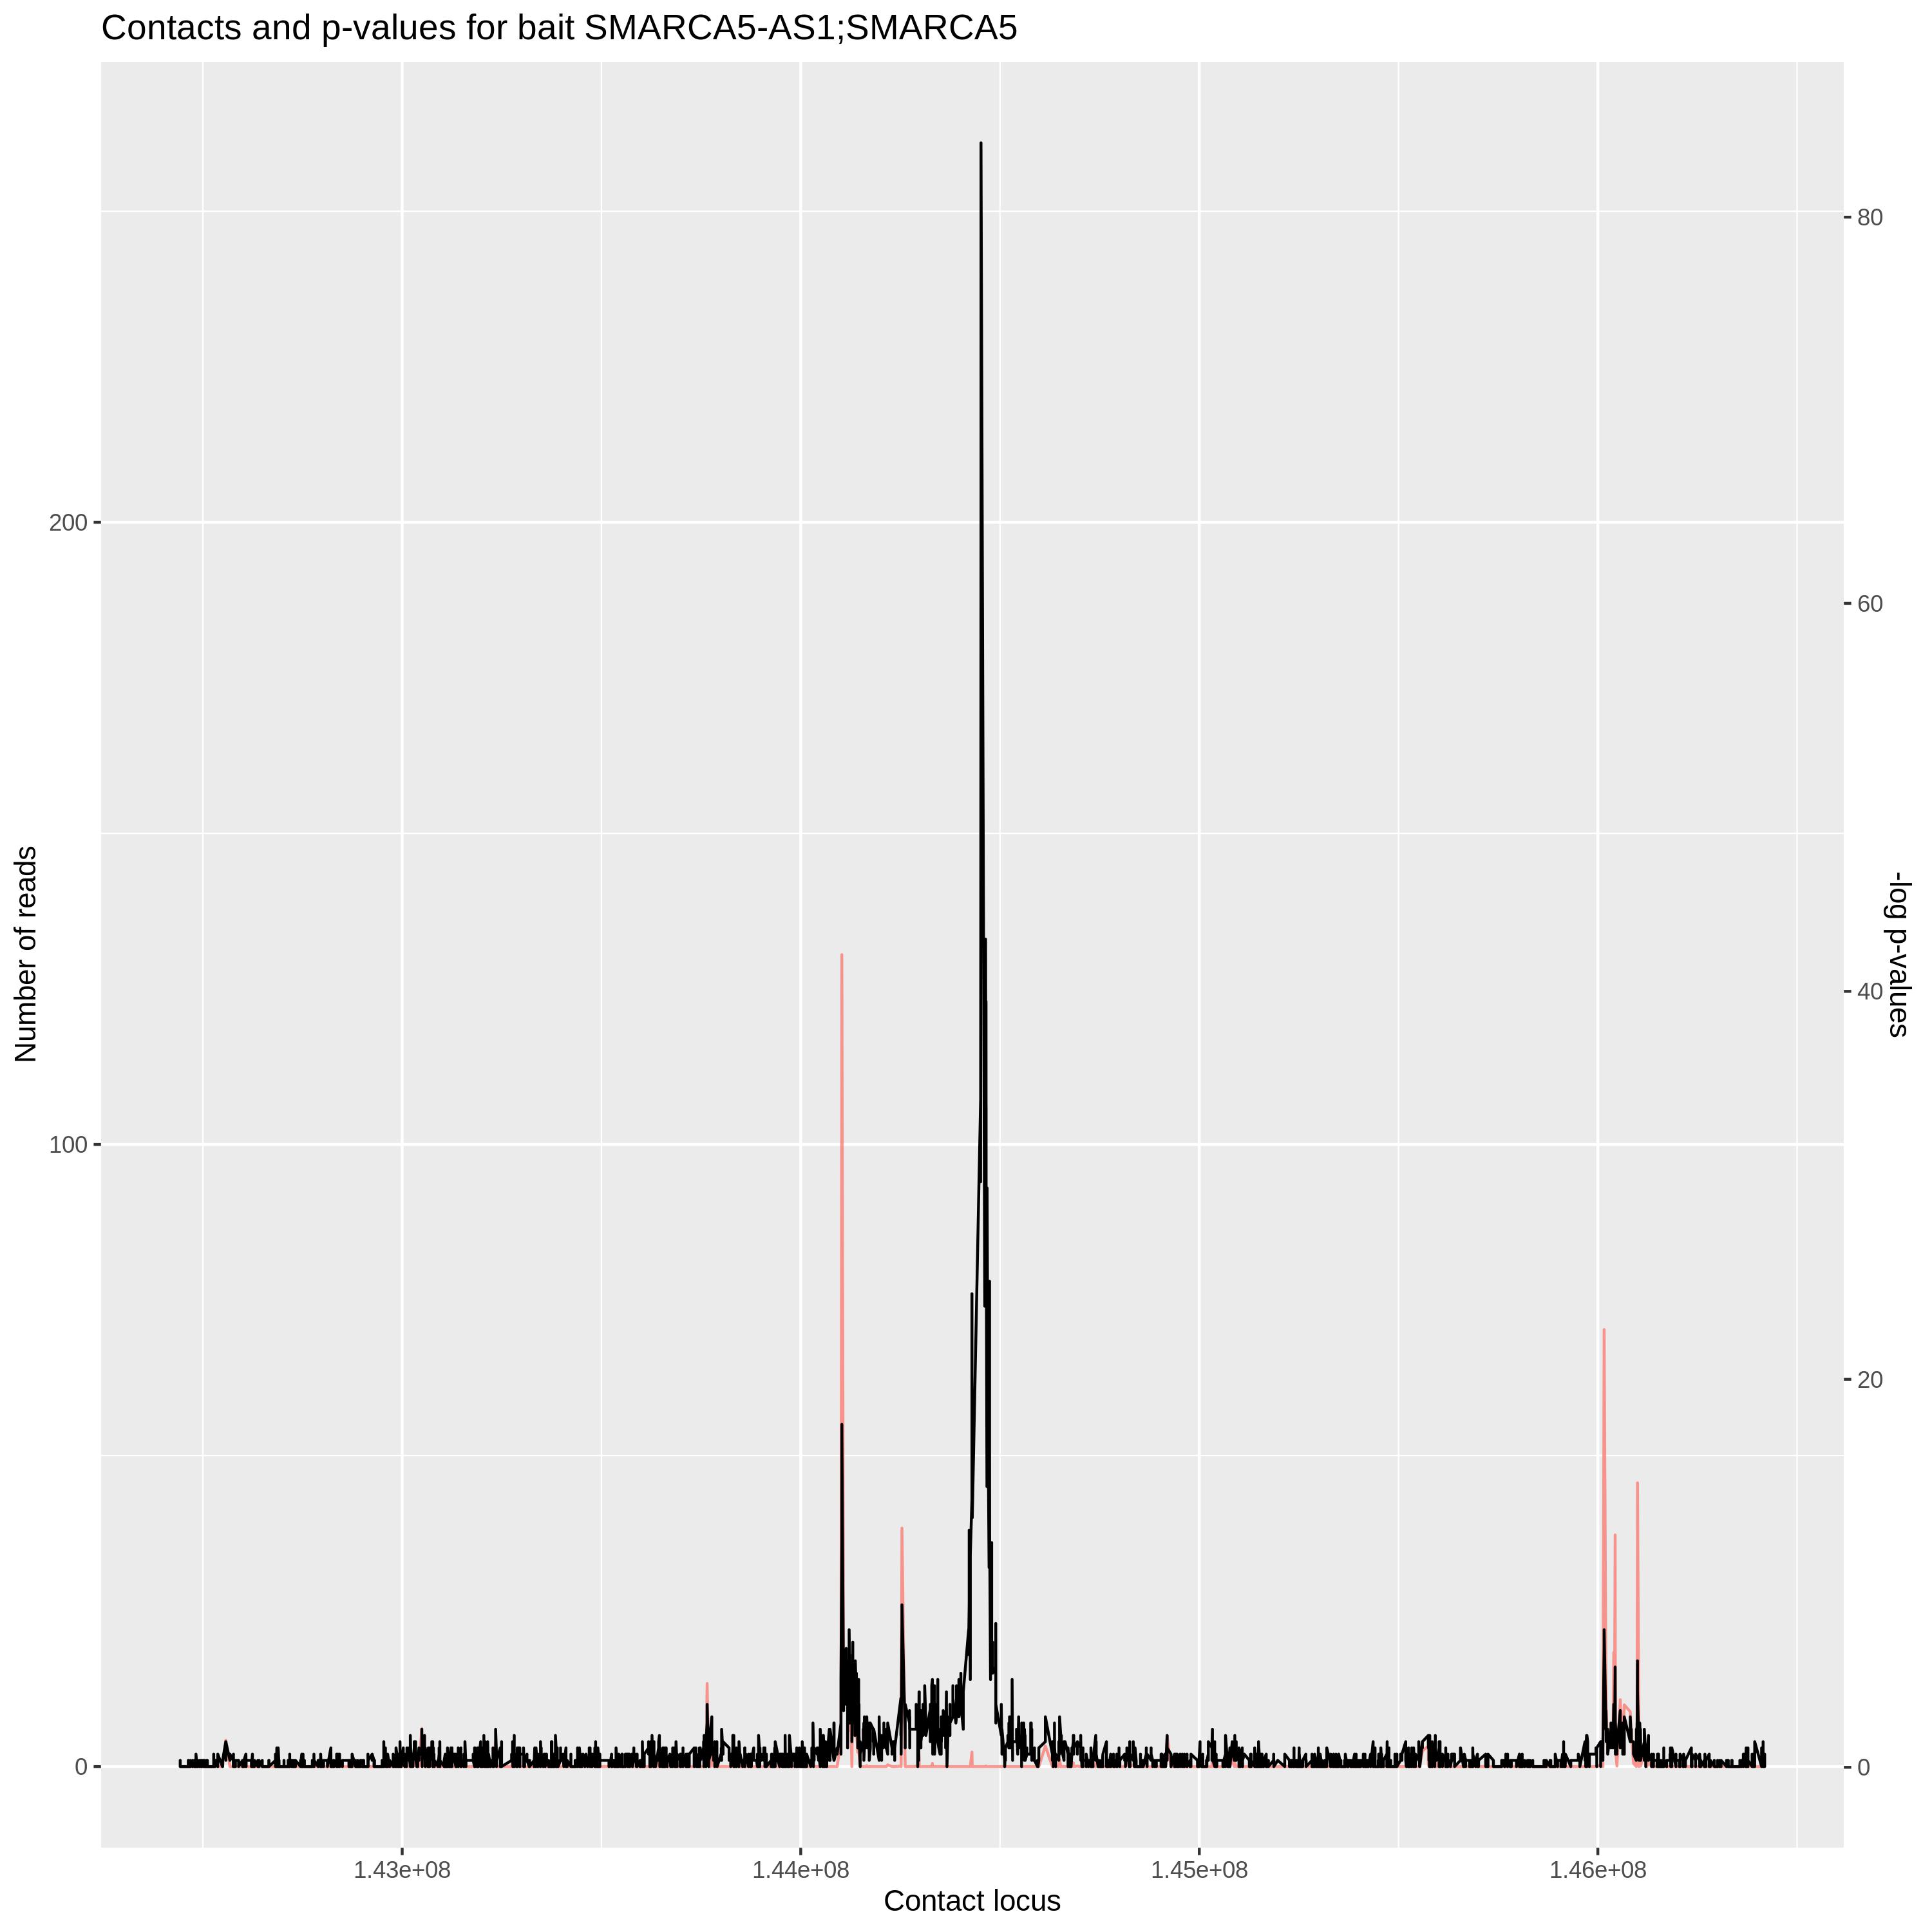 Contacts and p-values for bait SMARCA5-AS1;SMARCA5
Number of reads
200
100
0
80
60
40
20
0
-log p-values
1.43e+08
1.44e+08
1.45e+08
1.46e+08
Contact locus